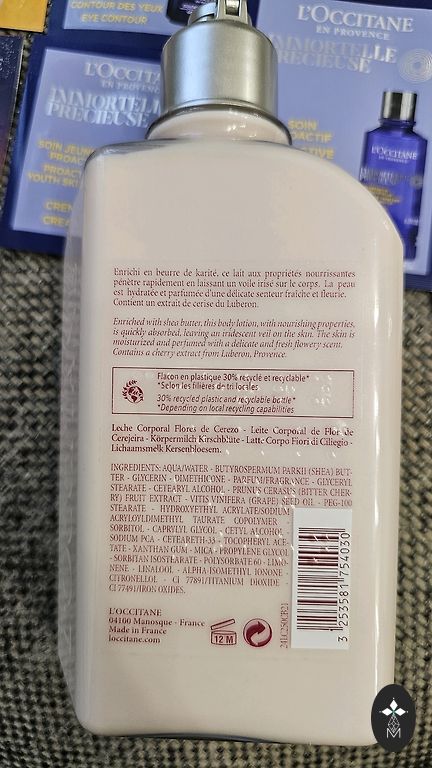 CONTOUR DES YEUX
EYE CONTOUR
L'OCCITANE
EN PROVENCE
IMMORTELLE
PRECIEUSE
SOIN
PROACTIF
L'OCCITANE
L'OCCITANE
EN PROVENCE
IMMORTELLE
PRECIEUSE
SOIN JEUN
PROAC
YOUTH SKIN
Enrichi en beurre de karité, ce lait aux propriétés nourrissantes
pénètre rapidement en laissant un voile irisé sur le corps. La peau
est hydratée et parfumée d'une délicate senteur fraîche et fleurie.
Contient un extrait de cerise du Luberon.
Enriched with shea butter, this body lotion, with nourishing properties,
is quickly absorbed, leaving an iridescent veil on the skin. The skin is
moisturized and perfumed with a delicate and fresh flowery scent.
Contains a cherry extract from Luberon, Provence.
Flacon en plastique 30% recyclé et recyclable*
*Selon les filières de tri locales
30% recycled plastic and recyclable bottle*
*Depending on local recycling capabilities
Leche Corporal Flores de Cerezo - Leite Corporal de Flor de
Cerejeira - Körpermilch Kirschblüte - Latte Corpo Fiori di Ciliegio -
Lichaamsmelk Kersenbloesem.
INGREDIENTS: AQUA/WATER - BUTYROSPERMUM PARKII (SHEA) BUT-
TER - GLYCERIN - DIMETHICONE - PARFUM/FRAGRANCE - GLYCERYL
STEARATE - CETEARYL ALCOHOL - PRUNUS CERASUS (BITTER CHER-
RY) FRUIT EXTRACT - VITIS VINIFERA (GRAPE) SEED OIL - PEG-100
STEARATE - HYDROXYETHYL ACRYLATE/SODIUM
ACRYLOYLDIMETHYL TAURATE COPOLYMER -
SORBITOL - CAPRYLYL GLYCOL - CETYL ALCOHOL -
SODIUM PCA - CETEARETH-33 - TOCOPHERYL ACE-
TATE - XANTHAN GUM - MICA - PROPYLENE GLYCOL
- SORBITAN ISOSTEARATE - POLYSORBATE 60 - LIMO-
NENE - LINALOOL - ALPHA-ISOMETHYL IONONE -
CITRONELLOL - CI 77891/TITANIUM DIOXIDE -
CI 77491/IRON OXIDES.
L'OCCITANE
04100 Manosque - France
Made in France
loccitane.com
12 M
24LC250CB21
3 253581 754030
M